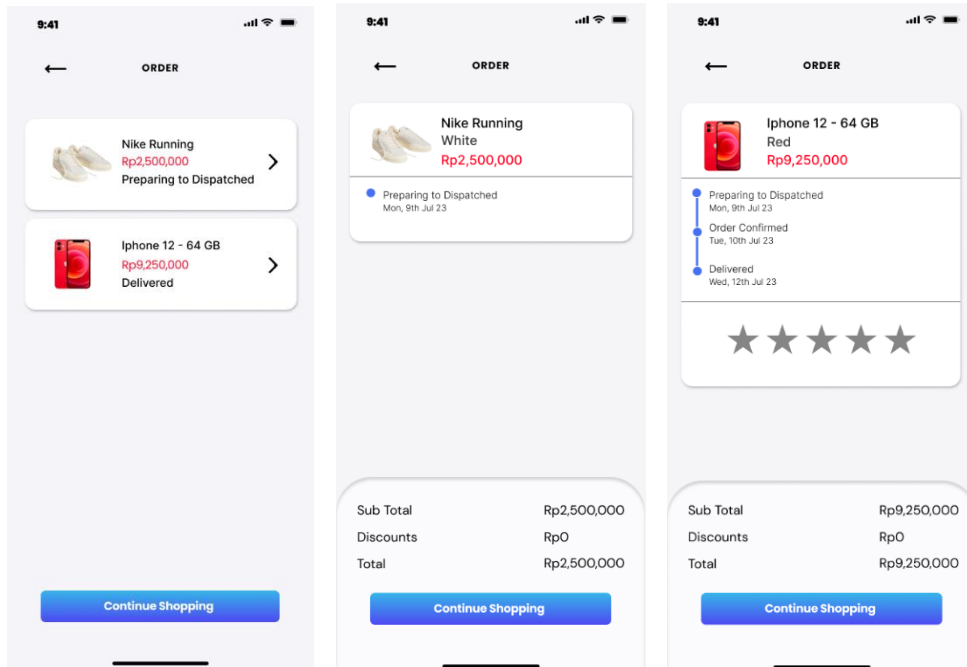 9:41
ORDER
Nike Running
Rp2,500,000
Preparing to Dispatched
Iphone 12 - 64 GB
Rp9,250,000
Delivered
Continue Shopping
9:41
ORDER
Nike Running
White
Rp2,500,000
Preparing to Dispatched
Mon, 9th Jul 23
Sub Total Rp2,500,000
Discounts Rp0
Total Rp2,500,000
Continue Shopping
9:41
ORDER
Iphone 12 - 64 GB
Red
Rp9,250,000
Preparing to Dispatched
Mon, 9th Jul 23
Order Confirmed
Tue, 10th Jul 23
Delivered
Wed, 12th Jul 23
Sub Total Rp9,250,000
Discounts Rp0
Total Rp9,250,000
Continue Shopping